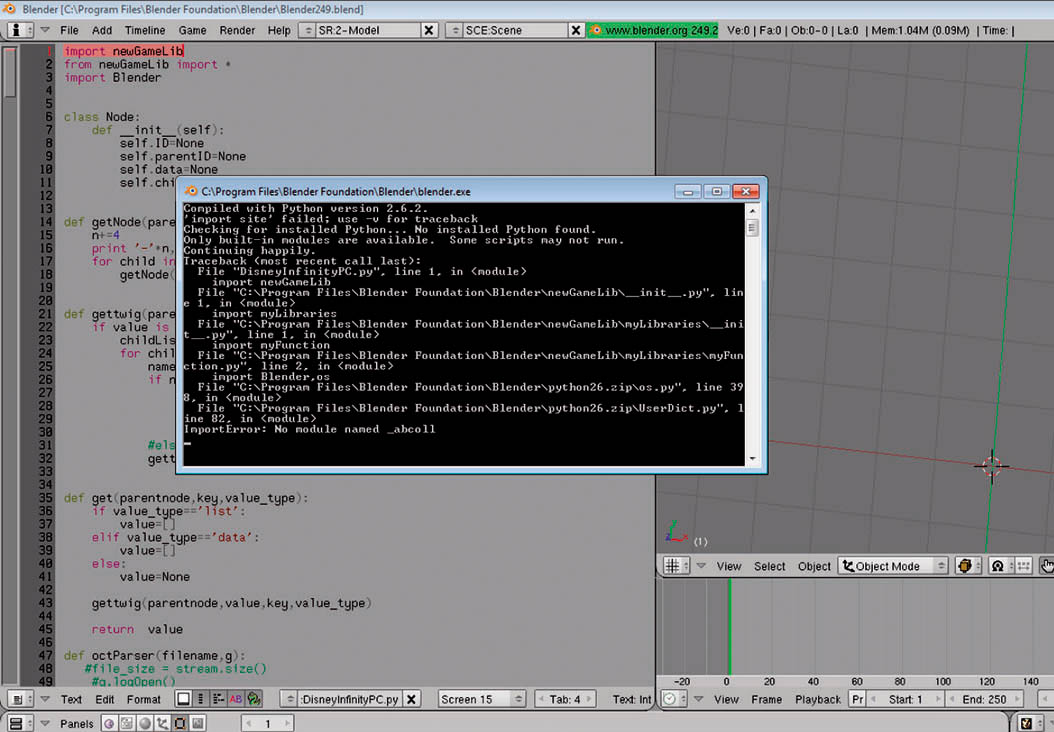 Blender [C:\Program Files\Blender Foundation\Blender\Blender249.blend]
File Add Timeline Game Render Help SR:2-Model SCE:Scene www.blender.org 249.2 Ve:0 | Fa:0 | Ob:0-0 | La:0 | Mem:1.04M (0.09M) | Time: |
1 import newGameLib
2 from newGameLib import *
3 import Blender
4
5
6 class Node:
7 def __init__(self):
8 self.ID=None
9 self.parentID=None
10 self.data=None
11 self.chi
12
13
14 def getNode(pare
15 n+=4
16 print '-'*n,
17 for child in
18 getNode(
19
20
21 def gettwig(pare
22 if value is
23 childLis
24 for chil
25 name
26 if n
27
28
29
30
31 #els
32 gett
33
34
35 def get(parentnode,key,value_type):
36 if value_type=='list':
37 value=[]
38 elif value_type=='data':
39 value=[]
40 else:
41 value=None
42
43 gettwig(parentnode,value,key,value_type)
44
45 return value
46
47 def octParser(filename,g):
48 #file_size = stream.size()
49 #g.logOpen()
C:\Program Files\Blender Foundation\Blender\blender.exe
Compiled with Python version 2.6.2.
'import site' failed; use -v for traceback
Checking for installed Python... No installed Python found.
Only built-in modules are available.  Some scripts may not run.
Continuing happily.
Traceback (most recent call last):
File "DisneyInfinityPC.py", line 1, in <module>
import newGameLib
File "C:\Program Files\Blender Foundation\Blender\newGameLib\__init__.py", lin
e 1, in <module>
import myLibraries
File "C:\Program Files\Blender Foundation\Blender\newGameLib\myLibraries\__ini
t__.py", line 1, in <module>
import myFunction
File "C:\Program Files\Blender Foundation\Blender\newGameLib\myLibraries\myFun
ction.py", line 2, in <module>
import Blender,os
File "C:\Program Files\Blender Foundation\Blender\python26.zip\os.py", line 39
8, in <module>
File "C:\Program Files\Blender Foundation\Blender\python26.zip\UserDict.py", l
ine 82, in <module>
ImportError: No module named _abcoll
z y x (1)
View Select Object Object Mode
-20 0 20 40 60 80 100 120 140
Text Edit Format AB :DisneyInfinityPC.py Screen 15 Tab: 4 Text: Int
View Frame Playback Pr Start: 1 End: 250
Panels 1